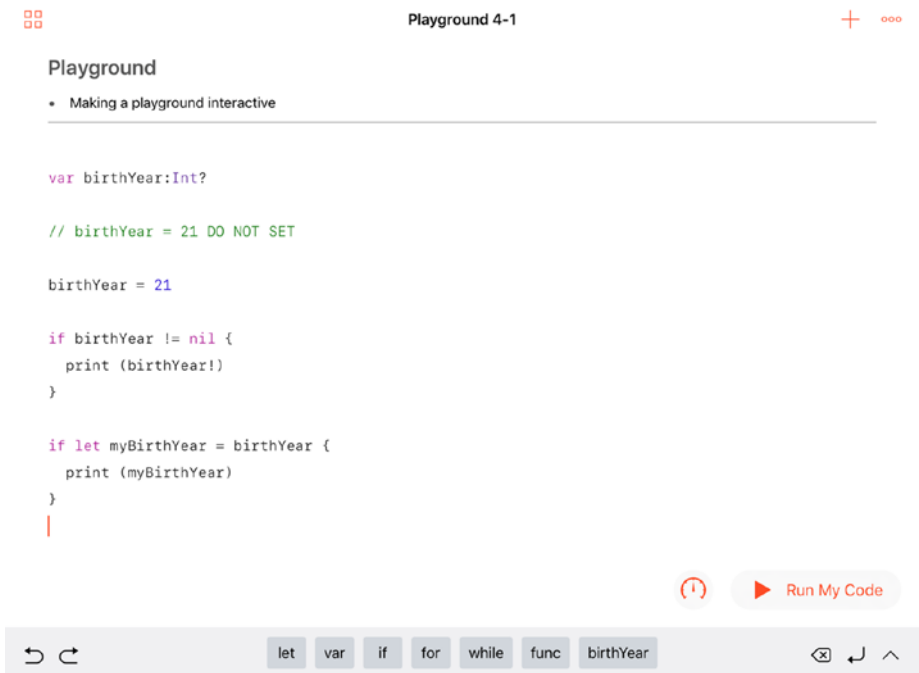 Playground 4-1
Playground
• Making a playground interactive
var birthYear:Int?
// birthYear = 21 DO NOT SET
birthYear = 21
if birthYear != nil {
  print (birthYear!)
}
if let myBirthYear = birthYear {
  print (myBirthYear)
}
Run My Code
let var if for while func birthYear